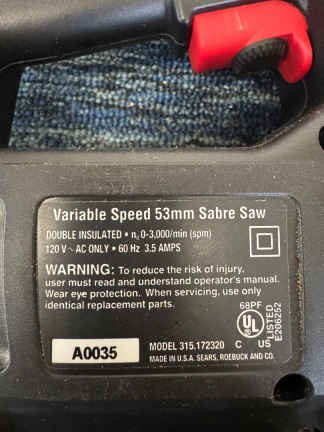 Variable Speed 53mm Sabre Saw
DOUBLE INSULATED • n₀ 0-3,000/min (spm)
120 V ~ AC ONLY • 60 Hz 3.5 AMPS
WARNING: To reduce the risk of injury,
user must read and understand operator's manual.
Wear eye protection. When servicing, use only
identical replacement parts.
68PF
UL
C US
LISTED
E206252
A0035
MODEL 315.172320
MADE IN U.S.A. SEARS, ROEBUCK AND CO.